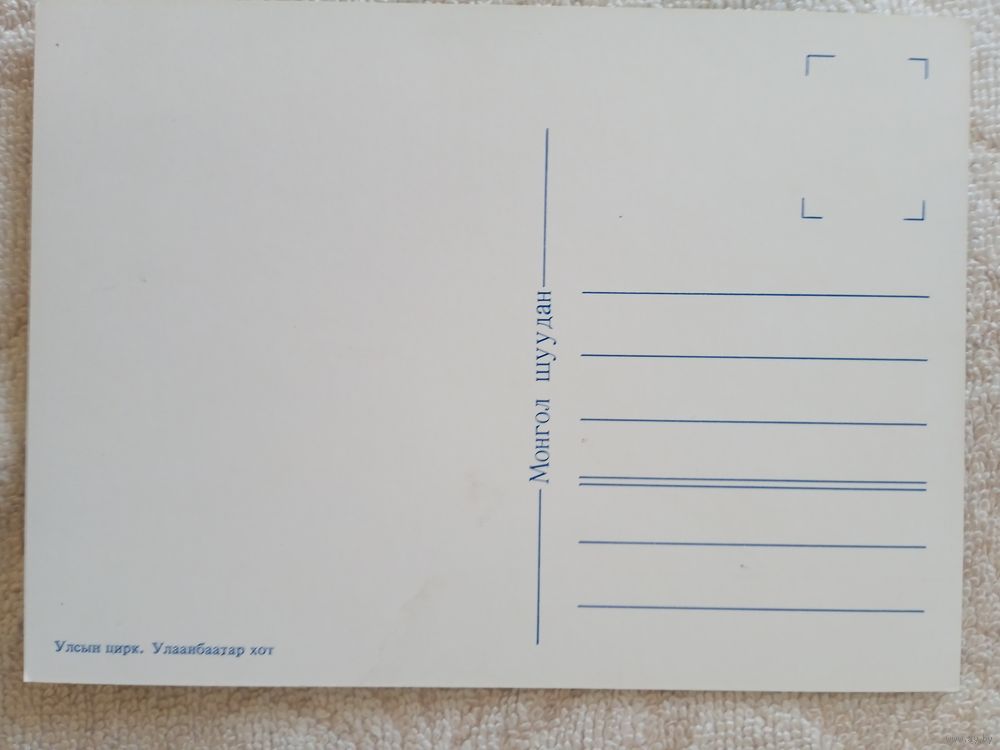 Монгол шуудан
Улсын цирк. Улаанбаатар хот